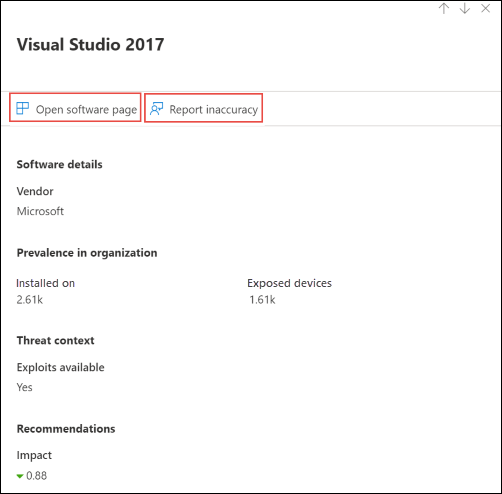 Visual Studio 2017
Open software page Report inaccuracy
Software details
Vendor
Microsoft
Prevalence in organization
Installed on Exposed devices
2.61k 1.61k
Threat context
Exploits available
Yes
Recommendations
Impact
0.88